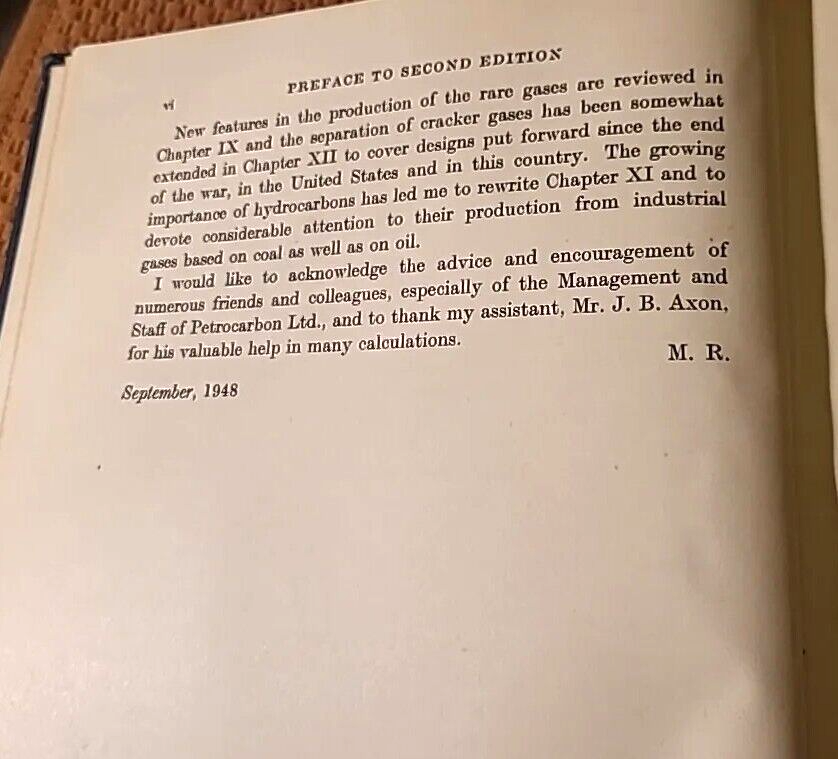 vi
PREFACE TO SECOND EDITION
New features in the production of the rare gases are reviewed in
Chapter IX and the separation of cracker gases has been somewhat
extended in Chapter XII to cover designs put forward since the end
of the war, in the United States and in this country. The growing
importance of hydrocarbons has led me to rewrite Chapter XI and to
devote considerable attention to their production from industrial
gases based on coal as well as on oil.
I would like to acknowledge the advice and encouragement of
numerous friends and colleagues, especially of the Management and
Staff of Petrocarbon Ltd., and to thank my assistant, Mr. J. B. Axon,
for his valuable help in many calculations.
M. R.
September, 1948